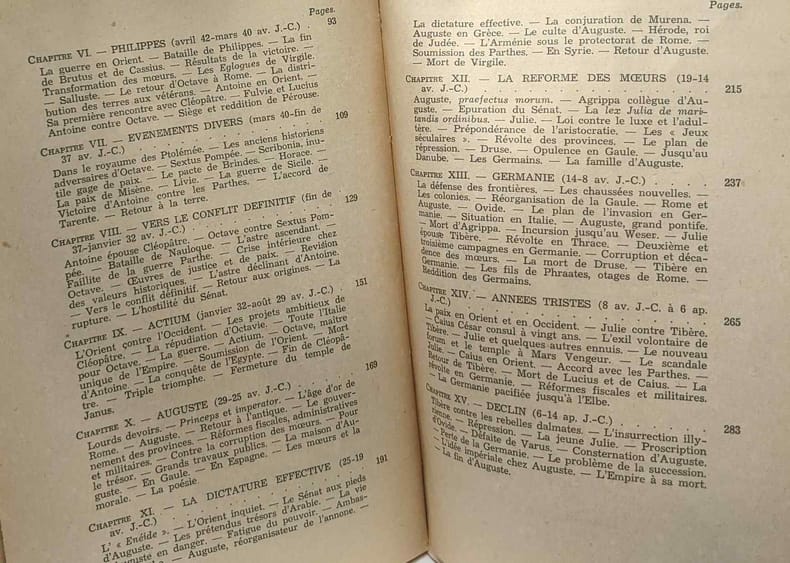 Pages.
CHAPITRE VI. — PHILIPPES (avril 42-mars 40 av. J.-C.) . 93
La guerre en Orient. — Bataille de Philippes. — La fin
de Brutus et de Cassius. — Résultats de la victoire. —
Transformation des mœurs. — Les Eglogues de Virgile.
— Salluste. — Le retour d'Octave à Rome. — La distri-
bution des terres aux vétérans. — Antoine en Orient. —
Sa première rencontre avec Cléopâtre. — Fulvie et Lucius
Antoine contre Octave. — Siège et reddition de Pérouse.
CHAPITRE VII. — EVENEMENTS DIVERS (mars 40-fin de
37 av. J.-C.) . . . . . . . . . . 109
Dans le royaume des Ptolémée. — Les anciens historiens
adversaires d'Octave. — Sextus Pompée. — Scribonia, inu-
tile gage de paix. — Le pacte de Brindes. — Horace. —
La paix de Misène. — Livie. — La guerre de Sicile. —
Victoire d'Antoine contre les Parthes. — L'accord de
Tarente. — Retour à la terre.
CHAPITRE VIII. — VERS LE CONFLIT DEFINITIF (fin de
37-janvier 32 av. J.-C.) . . . . . . . . 129
Antoine épouse Cléopâtre. — Octave contre Sextus Pom-
pée. — Bataille de Nauloque. — L'astre ascendant. —
Faillite de la guerre Parthe. — Crise intérieure chez
Octave. — Œuvres de justice et de paix. — Revision
des valeurs historiques. — L'astre déclinant d'Antoine.
— Vers le conflit définitif. — Retour aux origines. — La
rupture. — L'hostilité du Sénat.
CHAPITRE IX. — ACTIUM (janvier 32-août 29 av. J.-C.) . 151
L'Orient contre l'Occident. — Les projets ambitieux de
Cléopâtre. — La répudiation d'Octavie. — Toute l'Italie
pour Octave. — La guerre. — Actium. — Octave, maître
unique de l'Empire. — Soumission de l'Orient. — Mort
d'Antoine. — La conquête de l'Egypte. — Fin de Cléopâ-
tre. — Triple triomphe. — Fermeture du temple de
Janus.
CHAPITRE X. — AUGUSTE (29-25 av. J.-C.) . . . . 169
Lourds devoirs. — Princeps et imperator. — L'âge d'or de
Rome. — Auguste. — Retour à l'antique. — Le gouver-
nement des provinces. — Réformes fiscales, administratives
et militaires. — Contre la corruption des mœurs. — Pour
le trésor. — Grands travaux publics. — La maison d'Au-
guste. — En Gaule. — En Espagne. — Les mœurs et la
morale. — La poésie
CHAPITRE XI. — LA DICTATURE EFFECTIVE (25-19
av. J.-C.) . . . . . . . . . . 191
L' « Enéide ». — L'Orient inquiet. — Le Sénat aux pieds
d'Auguste. — Les prétendus trésors d'Arabie. — La vie
en danger. — Fatigue du pouvoir. — Ambas-
— Auguste, réorganisateur de l'annone. —
Pages.
La dictature effective. — La conjuration de Murena. —
Auguste en Grèce. — Le culte d'Auguste. — Hérode, roi
de Judée. — L'Arménie sous le protectorat de Rome. —
Soumission des Parthes. — En Syrie. — Retour d'Auguste.
— Mort de Virgile.
CHAPITRE XII. — LA REFORME DES MŒURS (19-14
av. J.-C.) . . . . . . . . . . 215
Auguste, praefectus morum. — Agrippa collègue d'Au-
guste. — Epuration du Sénat. — La lex Julia de mari-
tandis ordinibus. — Julie. — Loi contre le luxe et l'adul-
tère. — Prépondérance de l'aristocratie. — Les « Jeux
séculaires ». — Révolte des provinces. — Le plan de
répression. — Druse. — Opulence en Gaule. — Jusqu'au
Danube. — Les Germains. — La famille d'Auguste.
CHAPITRE XIII. — GERMANIE (14-8 av. J.-C.) . . . 237
La défense des frontières. — Les chaussées nouvelles. —
Les colonies. — Réorganisation de la Gaule. — Rome et
Auguste. — Ovide. — Le plan de l'invasion en Ger-
manie. — Situation en Italie. — Auguste, grand pontife.
— Mort d'Agrippa. — Incursion jusqu'au Weser. — Julie
épouse Tibère. — Révolte en Thrace. — Deuxième et
troisième campagnes en Germanie. — Corruption et déca-
dence des mœurs. — La mort de Druse. — Tibère en
Germanie. — Les fils de Phraates, otages de Rome. —
Reddition des Germains.
CHAPITRE XIV. — ANNEES TRISTES (8 av. J.-C. à 6 ap.
J.-C.) . . . . . . . . . . 265
La paix en Orient et en Occident. — Julie contre Tibère.
— Caius César consul à vingt ans. — L'exil volontaire de
Tibère. — Julie et quelques autres ennuis. — Le nouveau
forum et le temple à Mars Vengeur. — Le scandale
Julie. — Caius en Orient. — Accord avec les Parthes. —
Retour de Tibère. — Mort de Lucius et de Caius. — La
révolte en Germanie. — Réformes fiscales et militaires.
— La Germanie pacifiée jusqu'à l'Elbe.
CHAPITRE XV. — DECLIN (6-14 ap. J.-C.) . . . . 283
Tibère contre les rebelles dalmates. — L'insurrection illy-
rienne. — Répression. — La jeune Julie. — Proscription
d'Ovide. — Défaite de Varus. — Consternation d'Auguste.
— Perte de la Germanie. — Le problème de la succession.
— L'idée impériale chez Auguste. — L'Empire à sa mort.
— La fin d'Auguste.